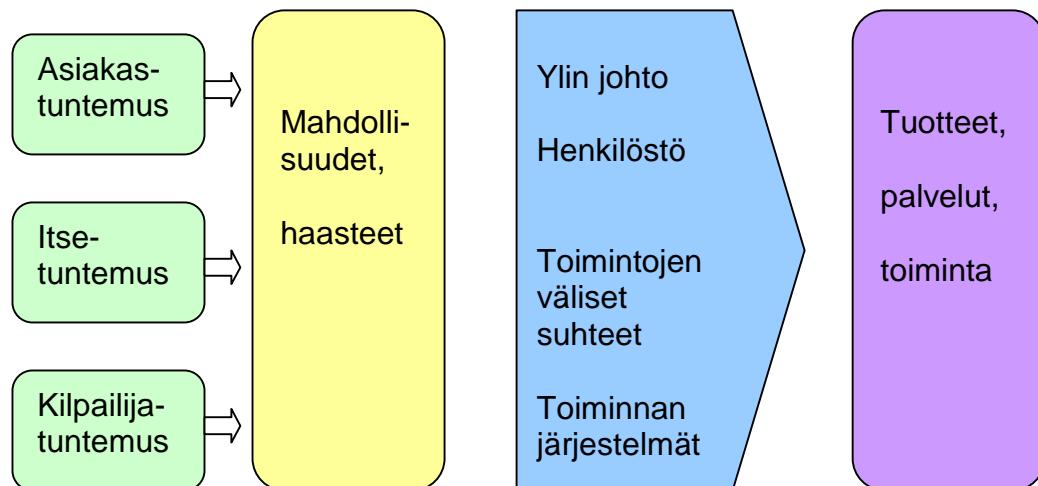 Asiakas-
tuntemus
Itse-
tuntemus
Kilpailija-
tuntemus
Mahdolli-
suudet,
haasteet
Ylin johto
Henkilöstö
Toimintojen
väliset
suhteet
Toiminnan
järjestelmät
Tuotteet,
palvelut,
toiminta